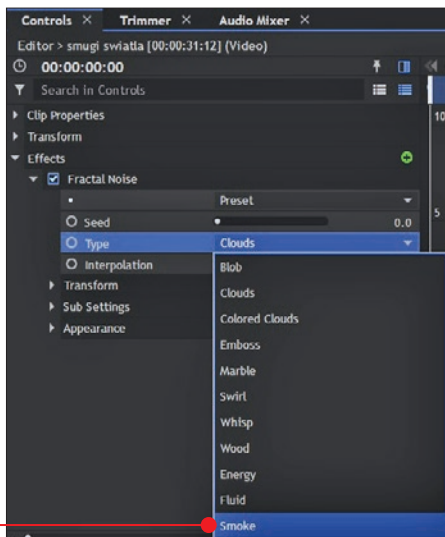 Controls × Trimmer × Audio Mixer ×
Editor > smugi swiatla [00:00:31:12] (Video)
00:00:00:00
Search in Controls
Clip Properties
10
Transform
Effects
Fractal Noise
Preset
5
Seed 0.0
Type Clouds
Interpolation
Blob
Transform
Clouds
Sub Settings
Colored Clouds
Appearance
Emboss
Marble
Swirl
Whisp
Wood
Energy
Fluid
Smoke